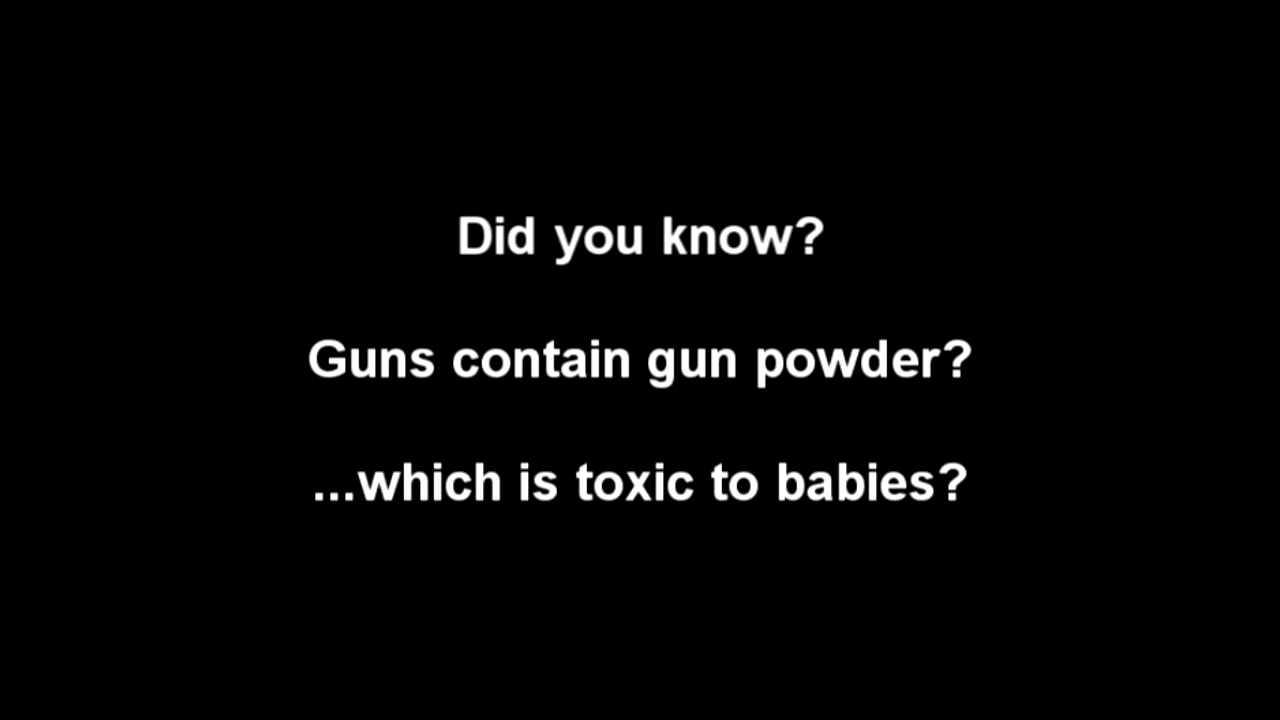 Did you know?
Guns contain gun powder?
...which is toxic to babies?